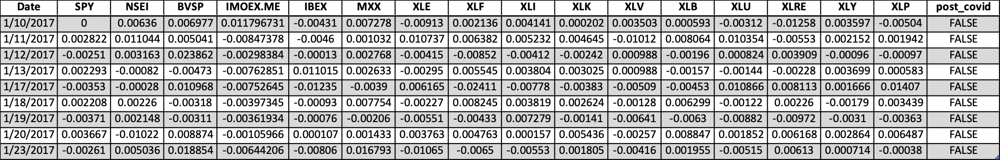 Date SPY NSEI BVSP IMOEX.ME IBEX MXX XLE XLF XLI XLK XLV XLB XLU XLRE XLY XLP post_covid
1/10/2017 0 0.00636 0.006977 0.011796731 -0.00431 0.007278 -0.00913 0.002136 0.004141 0.000202 0.003503 0.000593 -0.00312 -0.01258 0.003597 -0.00504 FALSE
1/11/2017 0.002822 0.011044 0.005041 -0.00847378 -0.0046 0.001032 0.010737 0.006382 0.005232 0.004645 -0.01012 0.008064 0.010354 -0.00553 0.002152 0.001942 FALSE
1/12/2017 -0.00251 0.003163 0.023862 -0.00298384 -0.00013 0.002768 -0.00415 -0.00852 -0.00412 -0.00242 0.000988 -0.00196 0.000824 0.003909 -0.00096 -0.00097 FALSE
1/13/2017 0.002293 -0.00082 -0.00473 -0.00762851 0.011015 0.002633 -0.00295 0.005545 0.003804 0.003025 0.000988 -0.00157 -0.00144 -0.00228 0.003699 0.000583 FALSE
1/17/2017 -0.00353 -0.00028 0.010968 -0.00752645 -0.01235 -0.0039 0.006165 -0.02411 -0.00778 -0.00383 -0.00509 -0.00453 0.010866 0.008113 0.001666 0.01407 FALSE
1/18/2017 0.002208 0.00226 -0.00318 -0.00397345 -0.00093 0.007754 -0.00227 0.008245 0.003819 0.002624 -0.00128 0.006299 -0.00122 0.00226 -0.00179 0.003439 FALSE
1/19/2017 -0.00371 0.002148 -0.00311 -0.00361934 -0.00076 -0.00206 -0.00551 -0.00433 0.007279 -0.00141 -0.00641 -0.0063 -0.00882 -0.00972 -0.0031 -0.00363 FALSE
1/20/2017 0.003667 -0.01022 0.008874 -0.00105966 0.000107 0.001433 0.003763 0.004763 0.000157 0.005436 -0.00257 0.008847 0.001852 0.006168 0.002864 0.006487 FALSE
1/23/2017 -0.00261 0.005036 0.018854 -0.00644206 -0.00806 0.016793 -0.01065 -0.0065 -0.00553 0.001805 -0.00416 0.001955 -0.00515 0.00613 0.000714 -0.00038 FALSE